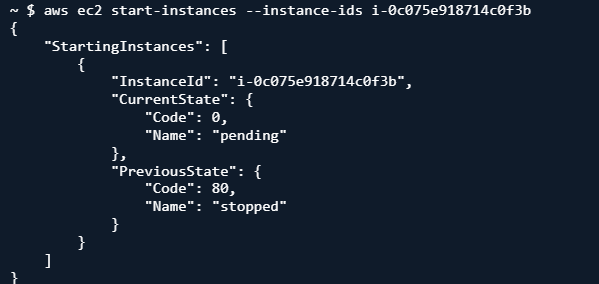 ~ $ aws ec2 start-instances --instance-ids i-0c075e918714c0f3b
{
    "StartingInstances": [
        {
            "InstanceId": "i-0c075e918714c0f3b",
            "CurrentState": {
                "Code": 0,
                "Name": "pending"
            },
            "PreviousState": {
                "Code": 80,
                "Name": "stopped"
            }
        }
    ]
}